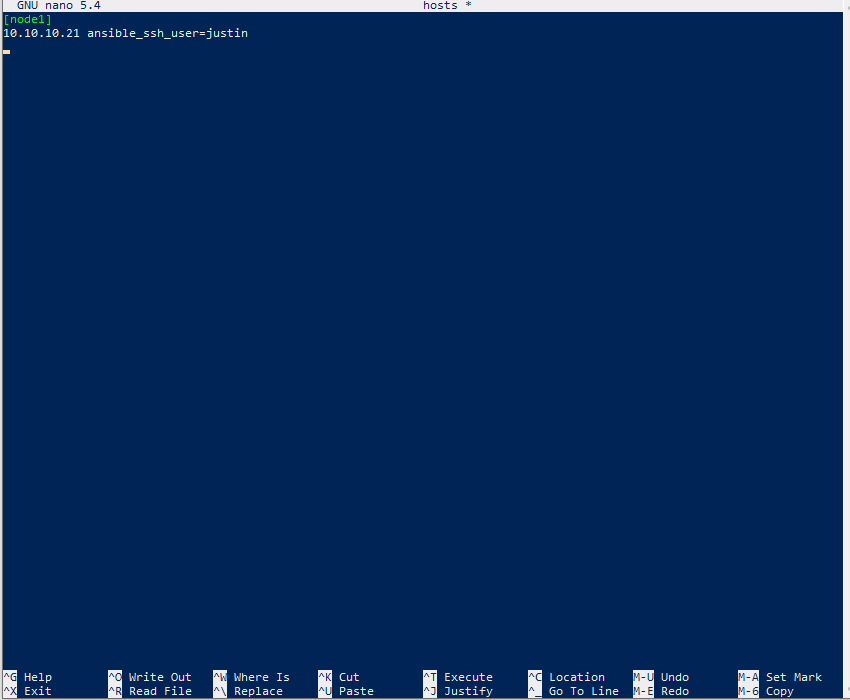 GNU nano 5.4 hosts *
[node1]
10.10.10.21 ansible_ssh_user=justin
^G Help ^O Write Out ^W Where Is ^K Cut ^T Execute ^C Location M-U Undo M-A Set Mark
^X Exit ^R Read File ^\ Replace ^U Paste ^J Justify ^_ Go To Line M-E Redo M-6 Copy